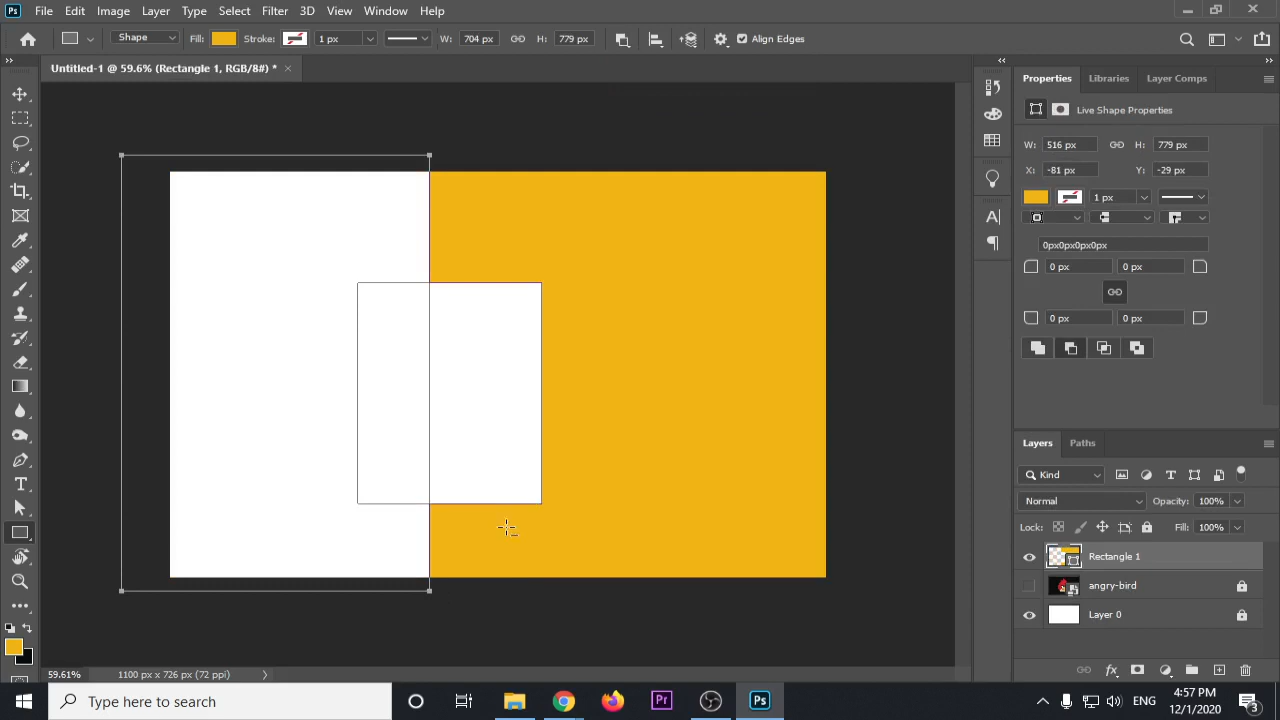 Ps File Edit Image Layer Type Select Filter 3D View Window Help
Shape Fill: Stroke: 1 px W: 704 px H: 779 px Align Edges
Untitled-1 @ 59.6% (Rectangle 1, RGB/8#) *
Properties Libraries Layer Comps
Live Shape Properties
W: 516 px H: 779 px
X: -81 px Y: -29 px
1 px
0px0px0px0px
0 px 0 px
0 px 0 px
Layers Paths
Kind
Normal Opacity: 100%
Lock: Fill: 100%
Rectangle 1
angry-bird
Layer 0
59.61% 1100 px x 726 px (72 ppi)
Type here to search
Pr
Ps
ENG
4:57 PM
12/1/2020
3